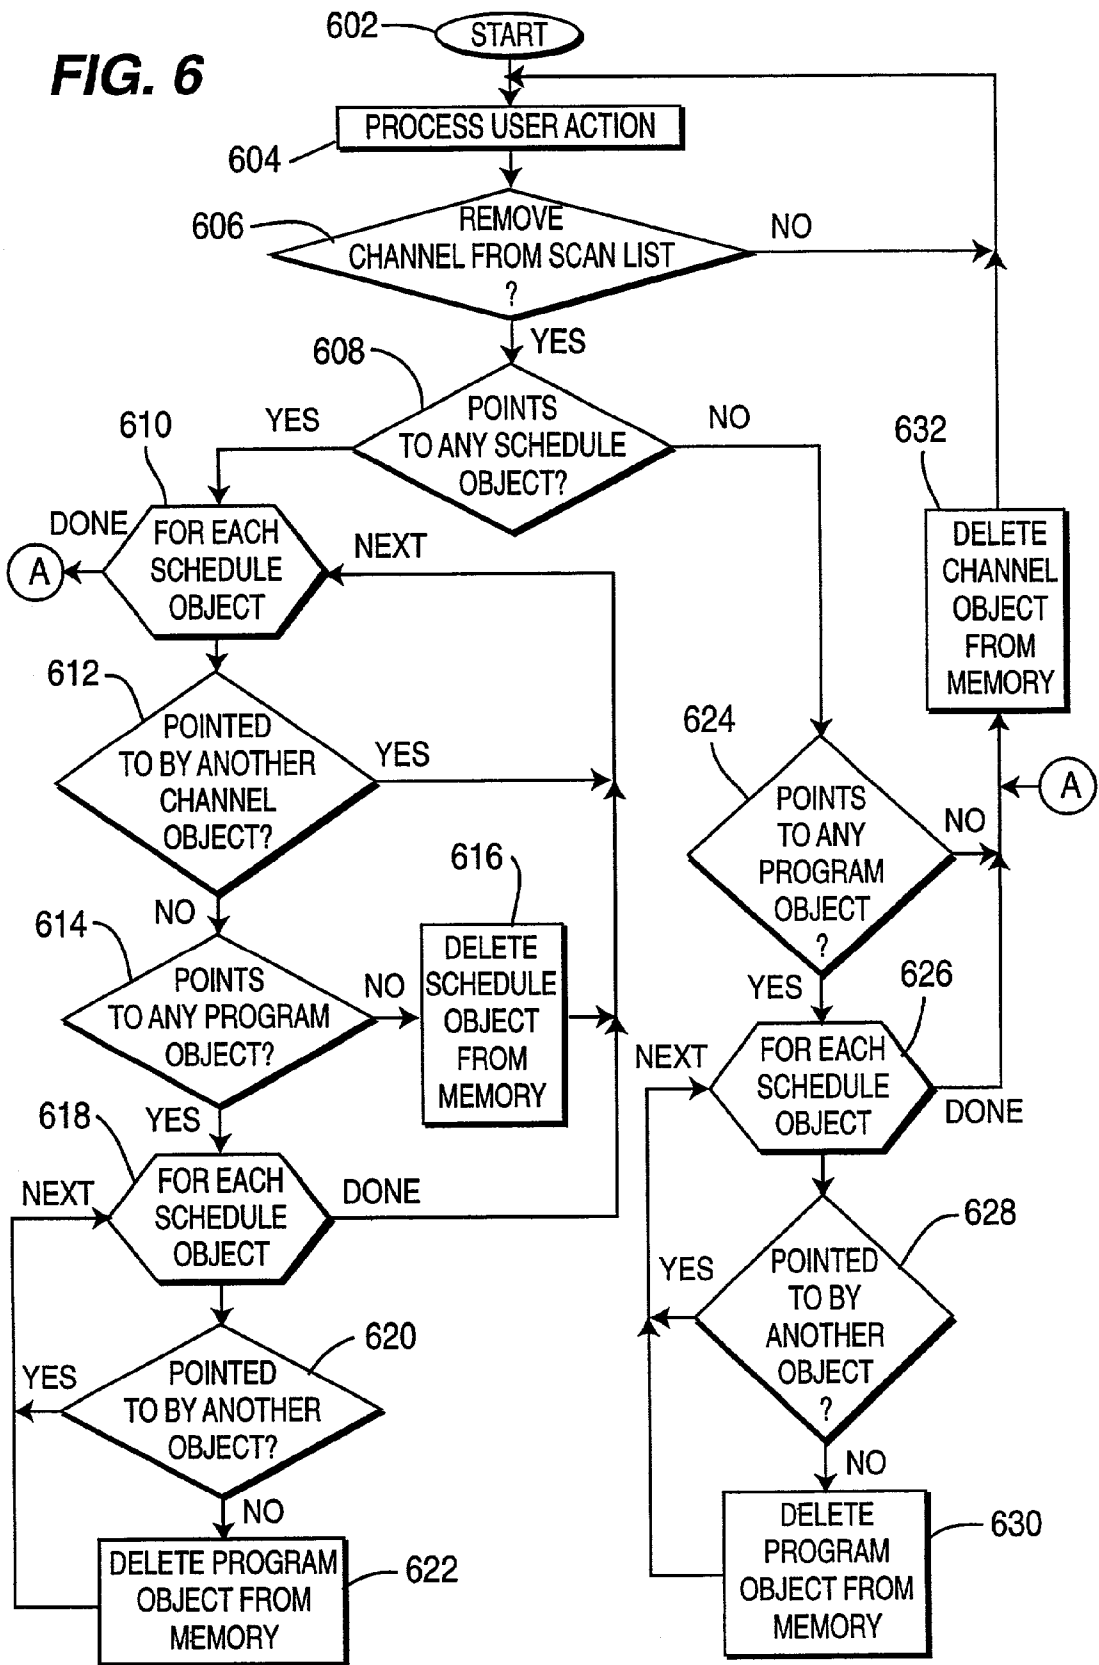 FIG. 6
602
START
PROCESS USER ACTION
604
606
REMOVE
CHANNEL FROM SCAN LIST
?
NO
YES
608
POINTS
TO ANY SCHEDULE
OBJECT?
YES
NO
610
DONE
A
FOR EACH
SCHEDULE
OBJECT
NEXT
632
DELETE
CHANNEL
OBJECT
FROM
MEMORY
612
POINTED
TO BY ANOTHER
CHANNEL
OBJECT?
YES
NO
624
POINTS
TO ANY
PROGRAM
OBJECT
?
NO
A
YES
614
POINTS
TO ANY PROGRAM
OBJECT?
NO
616
DELETE
SCHEDULE
OBJECT
FROM
MEMORY
YES
626
NEXT
FOR EACH
SCHEDULE
OBJECT
DONE
618
NEXT
FOR EACH
SCHEDULE
OBJECT
DONE
628
YES
POINTED
TO BY
ANOTHER
OBJECT
?
NO
620
YES
POINTED
TO BY ANOTHER
OBJECT?
NO
DELETE PROGRAM
OBJECT FROM
MEMORY
622
DELETE
PROGRAM
OBJECT FROM
MEMORY
630